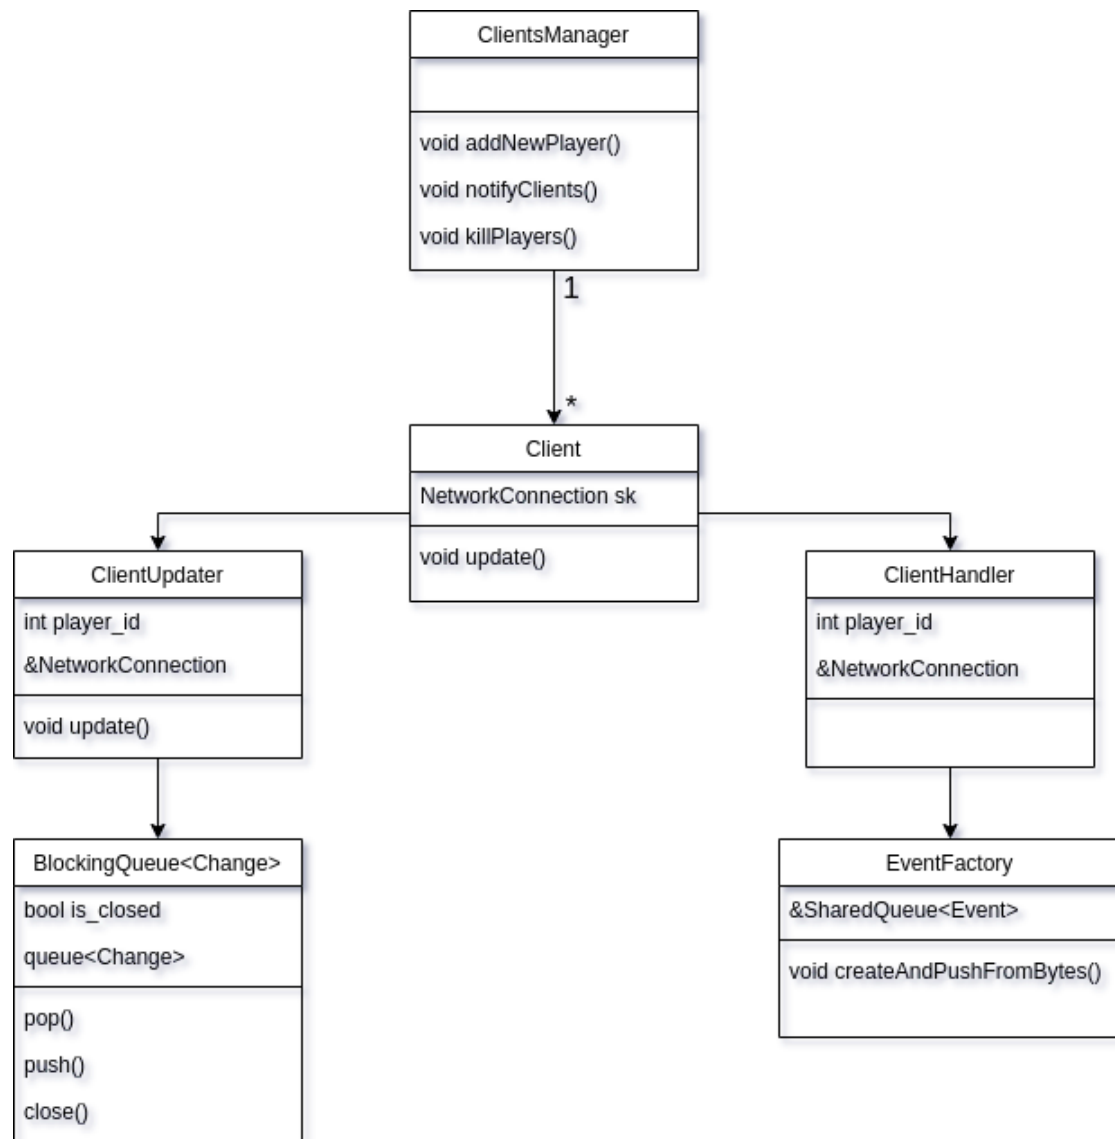 ClientsManager
void addNewPlayer()
void notifyClients()
void killPlayers()
1
*
Client
NetworkConnection sk
void update()
ClientUpdater
int player_id
&NetworkConnection
void update()
ClientHandler
int player_id
&NetworkConnection
BlockingQueue<Change>
bool is_closed
queue<Change>
pop()
push()
close()
EventFactory
&SharedQueue<Event>
void createAndPushFromBytes()